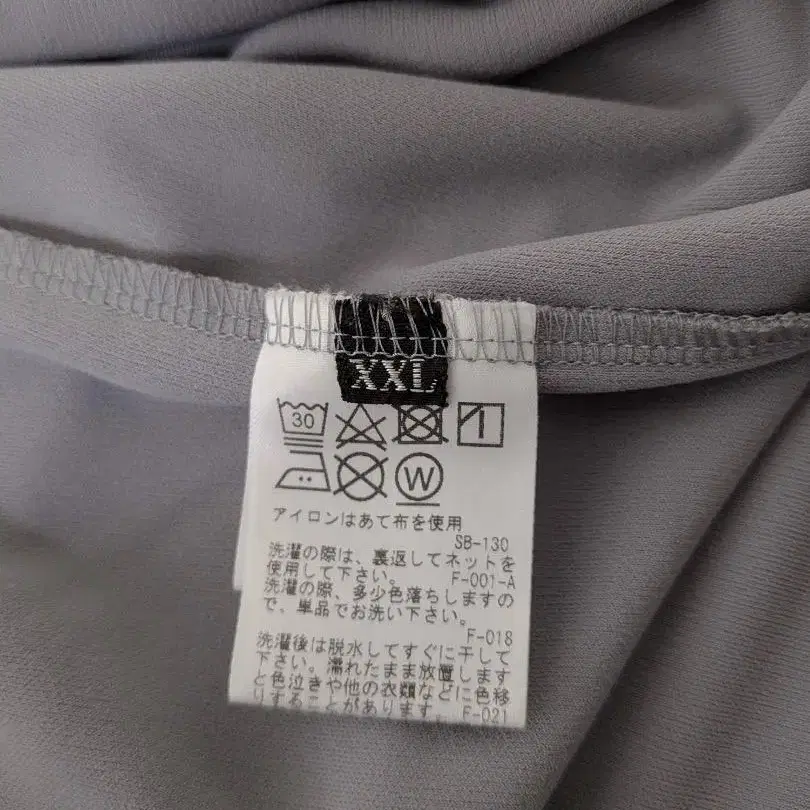 XXL
30
W
アイロンはあて布を使用
SB-130
洗濯の際は、裏返してネットを
使用して下さい。 F-001-A
洗濯の際、多少色落ちしますの
で、単品でお洗い下さい。
F-018
洗濯後は脱水してすぐに干して
下さい。濡れたまま放置します
と色泣きや他の衣類などに色移
りすることがあります。 F-021